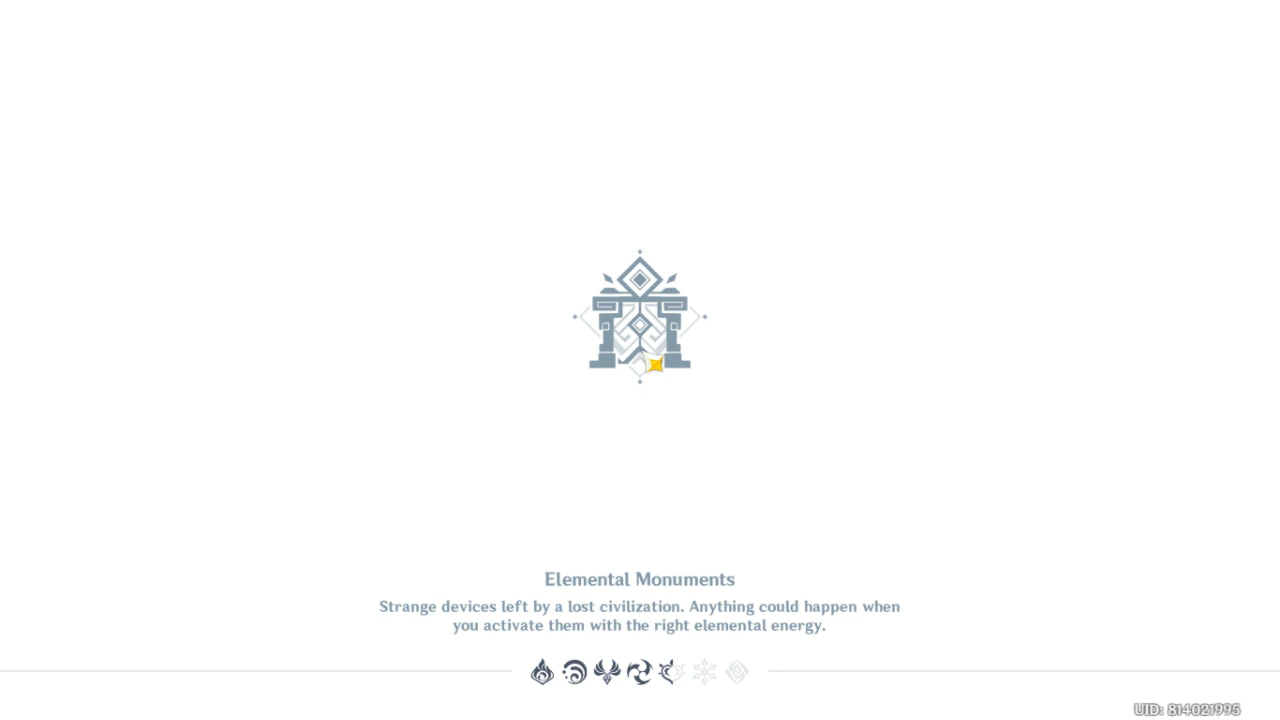 Elemental Monuments
Strange devices left by a lost civilization. Anything could happen when
you activate them with the right elemental energy.
UID: 814021995